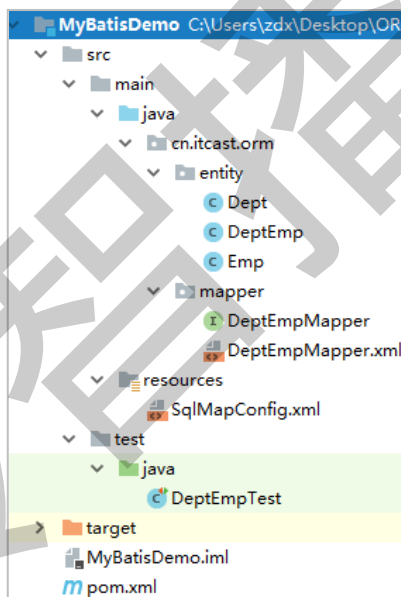 MyBatisDemo C:\Users\zdx\Desktop\OR
src
main
java
cn.itcast.orm
entity
C Dept
C DeptEmp
C Emp
mapper
I DeptEmpMapper
DeptEmpMapper.xml
resources
SqlMapConfig.xml
test
java
C DeptEmpTest
target
MyBatisDemo.iml
m pom.xml